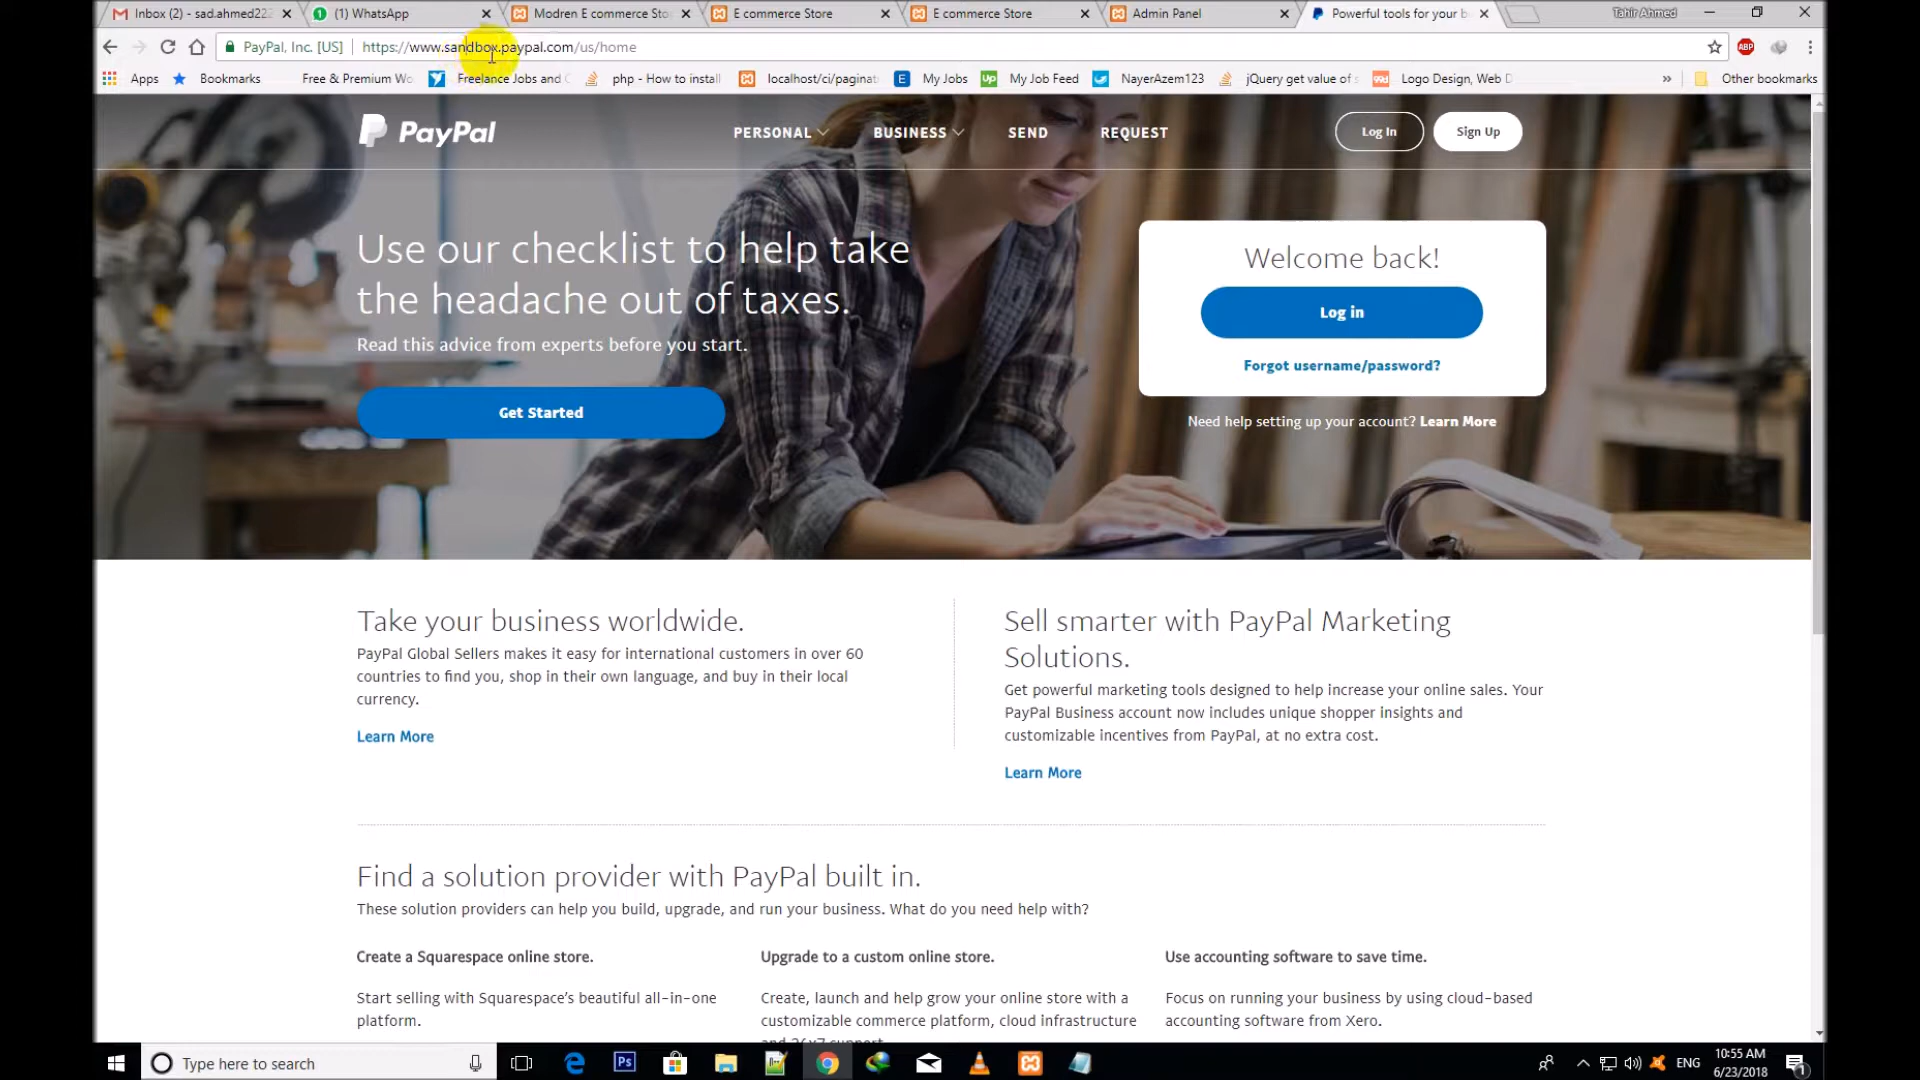 Inbox (2) - sad.ahmed222
(1) WhatsApp
Modren E commerce Sto
E commerce Store
E commerce Store
Admin Panel
Powerful tools for your b
Tahir Ahmed
PayPal, Inc. [US]
https://www.sandbox.paypal.com/us/home
ABP
Apps
Bookmarks
Free & Premium Wo
Freelance Jobs and
php - How to install
localhost/ci/paginat
My Jobs
My Job Feed
NayerAzem123
jQuery get value of
Logo Design, Web D
»
Other bookmarks
PayPal
PERSONAL
BUSINESS
SEND
REQUEST
Log In
Sign Up
Use our checklist to help take
the headache out of taxes.
Read this advice from experts before you start.
Get Started
Welcome back!
Log in
Forgot username/password?
Need help setting up your account? Learn More
Take your business worldwide.
PayPal Global Sellers makes it easy for international customers in over 60
countries to find you, shop in their own language, and buy in their local
currency.
Learn More
Sell smarter with PayPal Marketing
Solutions.
Get powerful marketing tools designed to help increase your online sales. Your
PayPal Business account now includes unique shopper insights and
customizable incentives from PayPal, at no extra cost.
Learn More
Find a solution provider with PayPal built in.
These solution providers can help you build, upgrade, and run your business. What do you need help with?
Create a Squarespace online store.
Start selling with Squarespace's beautiful all-in-one
platform.
Upgrade to a custom online store.
Create, launch and help grow your online store with a
customizable commerce platform, cloud infrastructure
and 24x7 support.
Use accounting software to save time.
Focus on running your business by using cloud-based
accounting software from Xero.
Type here to search
Ps
ENG
10:55 AM
6/23/2018
1